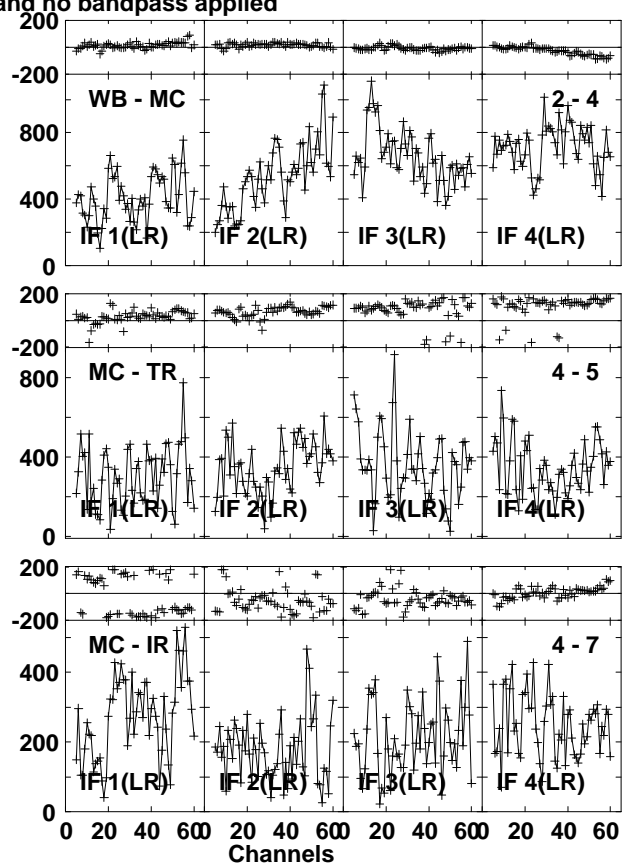 and no bandpass applied
200
-200
WB - MC 2 - 4
800
400
IF 1(LR) IF 2(LR) IF 3(LR) IF 4(LR)
0
200
-200
MC - TR 4 - 5
800
400
IF 1(LR) IF 2(LR) IF 3(LR) IF 4(LR)
0
200
-200
MC - IR 4 - 7
400
200
IF 1(LR) IF 2(LR) IF 3(LR) IF 4(LR)
0
0 20 40 60 0 20 40 60 0 20 40 60 0 20 40 60
Channels